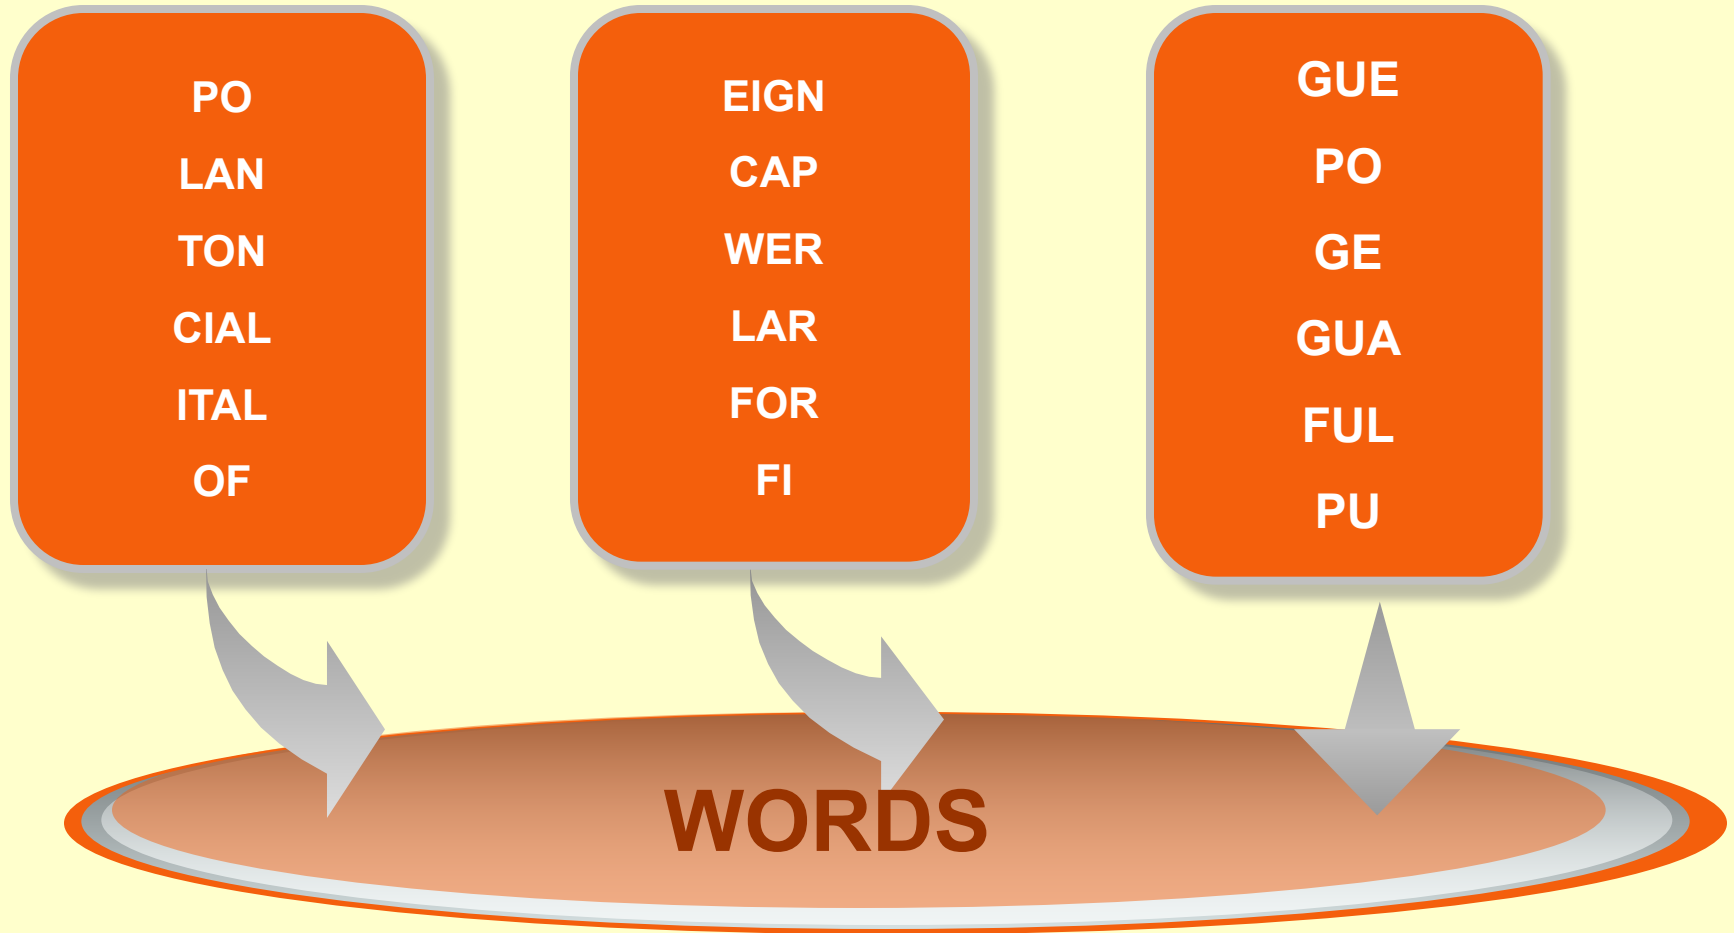 PO
LAN
TON
CIAL
ITAL
OF
EIGN
CAP
WER
LAR
FOR
FI
GUE
PO
GE
GUA
FUL
PU
WORDS